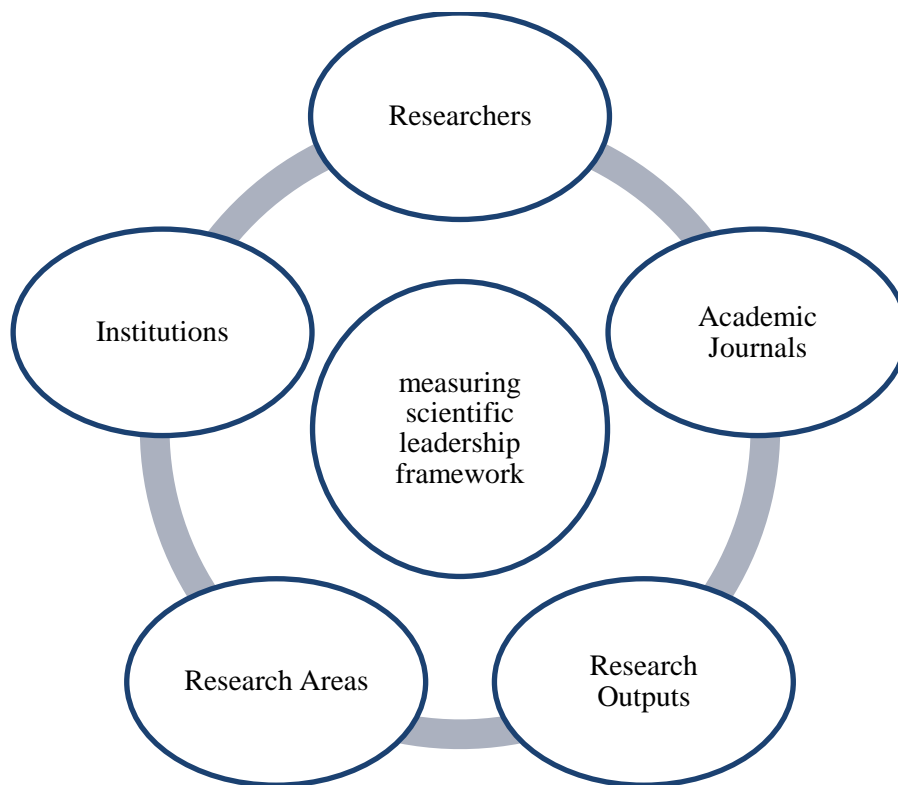 Researchers
Institutions
Academic
Journals
measuring
scientific
leadership
framework
Research Areas
Research
Outputs